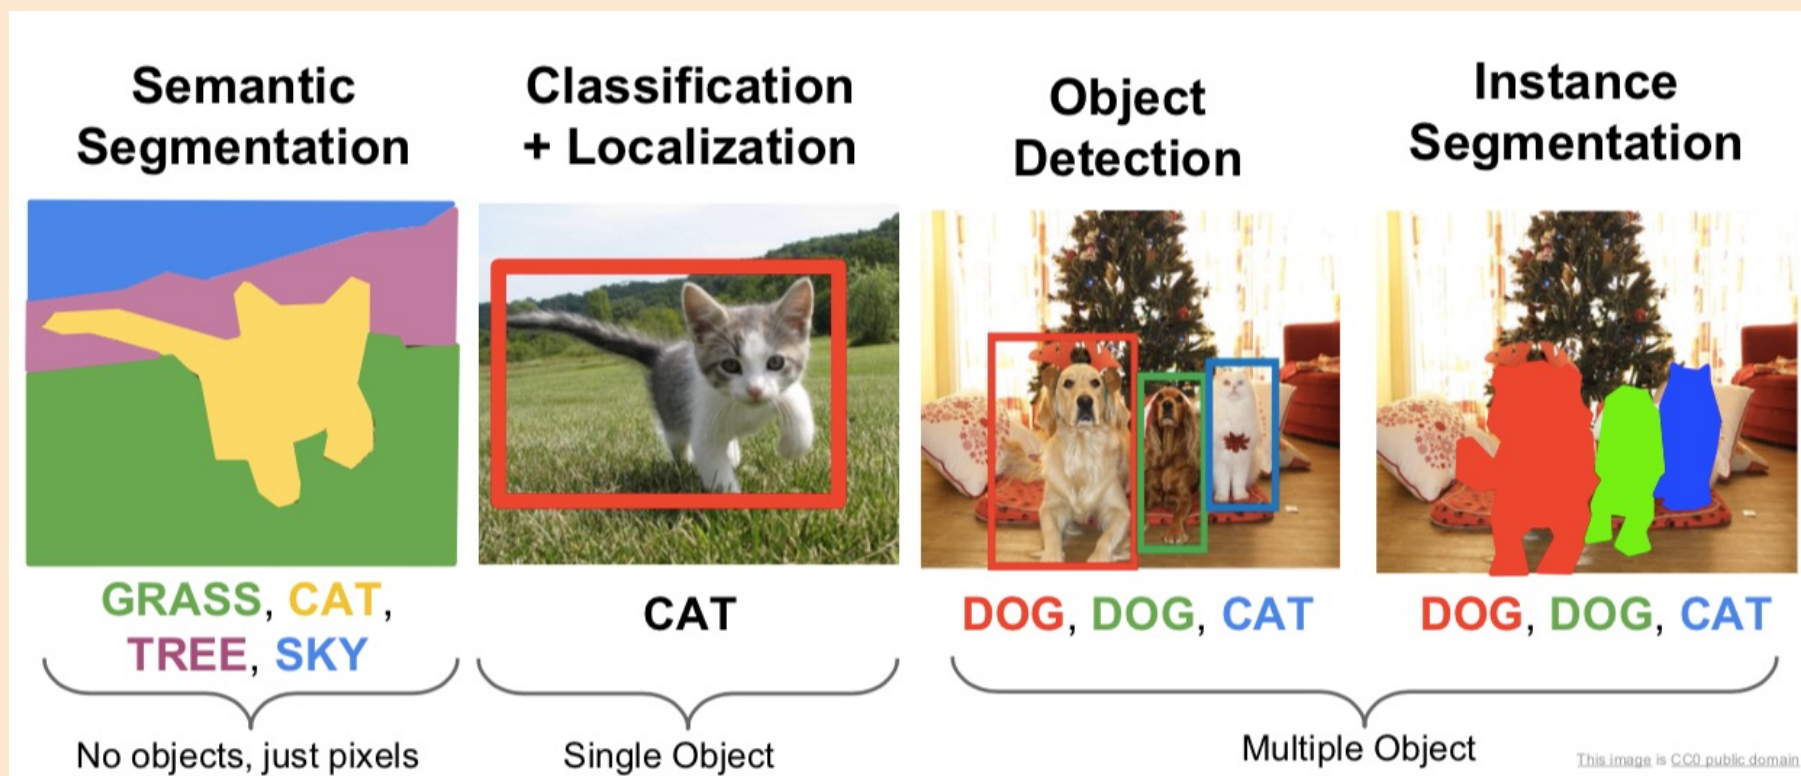 Semantic
Segmentation
Classification
+ Localization
Object
Detection
Instance
Segmentation
GRASS, CAT,
TREE, SKY
CAT
DOG, DOG, CAT
DOG, DOG, CAT
No objects, just pixels
Single Object
Multiple Object
This image is CC0 public domain